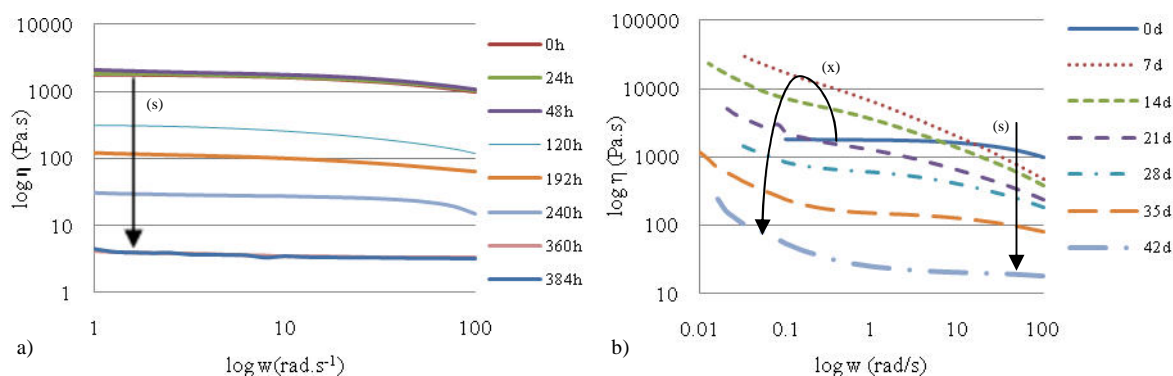 10000
1000
100
10
1
log η (Pa.s)
(s)
1
10
100
log w(rad.s⁻¹)
a)
0h
24h
48h
120h
192h
240h
360h
384h
100000
10000
1000
100
10
log η (Pa.s)
(x)
(s)
0.01
0.1
1
10
100
log w (rad/s)
b)
0d
7d
14d
21d
28d
35d
42d